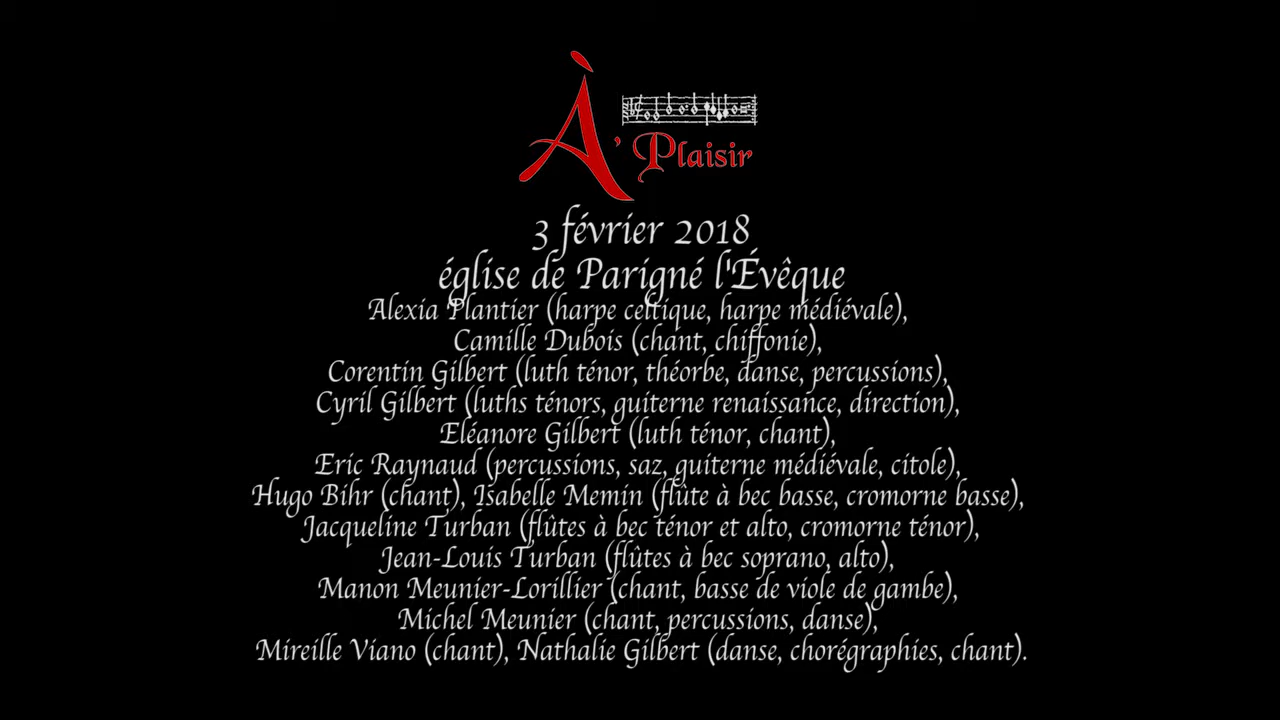 À' Plaisir
3 février 2018
église de Parigné l'Évêque
Alexia Plantier (harpe celtique, harpe médiévale),
Camille Dubois (chant, chiffonie),
Corentin Gilbert (luth ténor, théorbe, danse, percussions),
Cyril Gilbert (luths ténors, guiterne renaissance, direction),
Eléanore Gilbert (luth ténor, chant),
Eric Raynaud (percussions, saz, guiterne médiévale, citole),
Hugo Bihr (chant), Isabelle Memin (flûte à bec basse, cromorne basse),
Jacqueline Turban (flûtes à bec ténor et alto, cromorne ténor),
Jean-Louis Turban (flûtes à bec soprano, alto),
Manon Meunier-Lorillier (chant, basse de viole de gambe),
Michel Meunier (chant, percussions, danse),
Mireille Viano (chant), Nathalie Gilbert (danse, chorégraphies, chant).